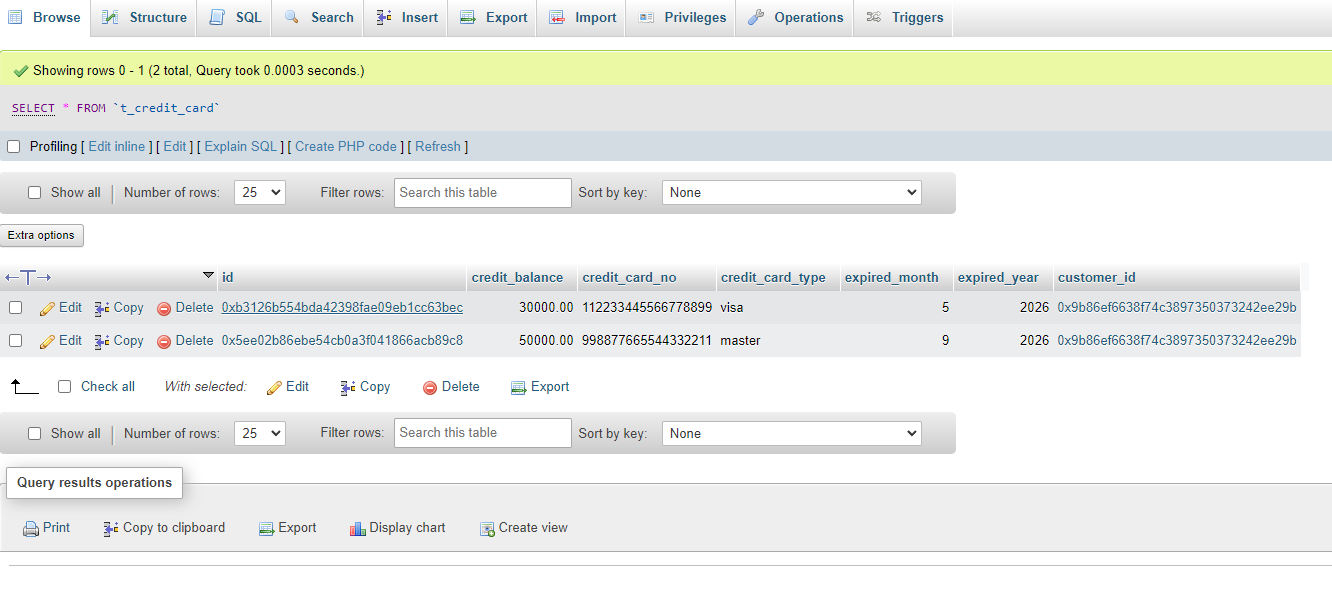 Browse Structure SQL Search Insert Export Import Privileges Operations Triggers
Showing rows 0 - 1 (2 total, Query took 0.0003 seconds.)
SELECT * FROM `t_credit_card`
Profiling [ Edit inline ] [ Edit ] [ Explain SQL ] [ Create PHP code ] [ Refresh ]
Show all Number of rows: 25 Filter rows: Search this table Sort by key: None
Extra options
id credit_balance credit_card_no credit_card_type expired_month expired_year customer_id
Edit Copy Delete 0xb3126b554bda42398fae09eb1cc63bec 30000.00 112233445566778899 visa 5 2026 0x9b86ef6638f74c3897350373242ee29b
Edit Copy Delete 0x5ee02b86ebe54cb0a3f041866acb89c8 50000.00 998877665544332211 master 9 2026 0x9b86ef6638f74c3897350373242ee29b
Check all With selected: Edit Copy Delete Export
Show all Number of rows: 25 Filter rows: Search this table Sort by key: None
Query results operations
Print Copy to clipboard Export Display chart Create view